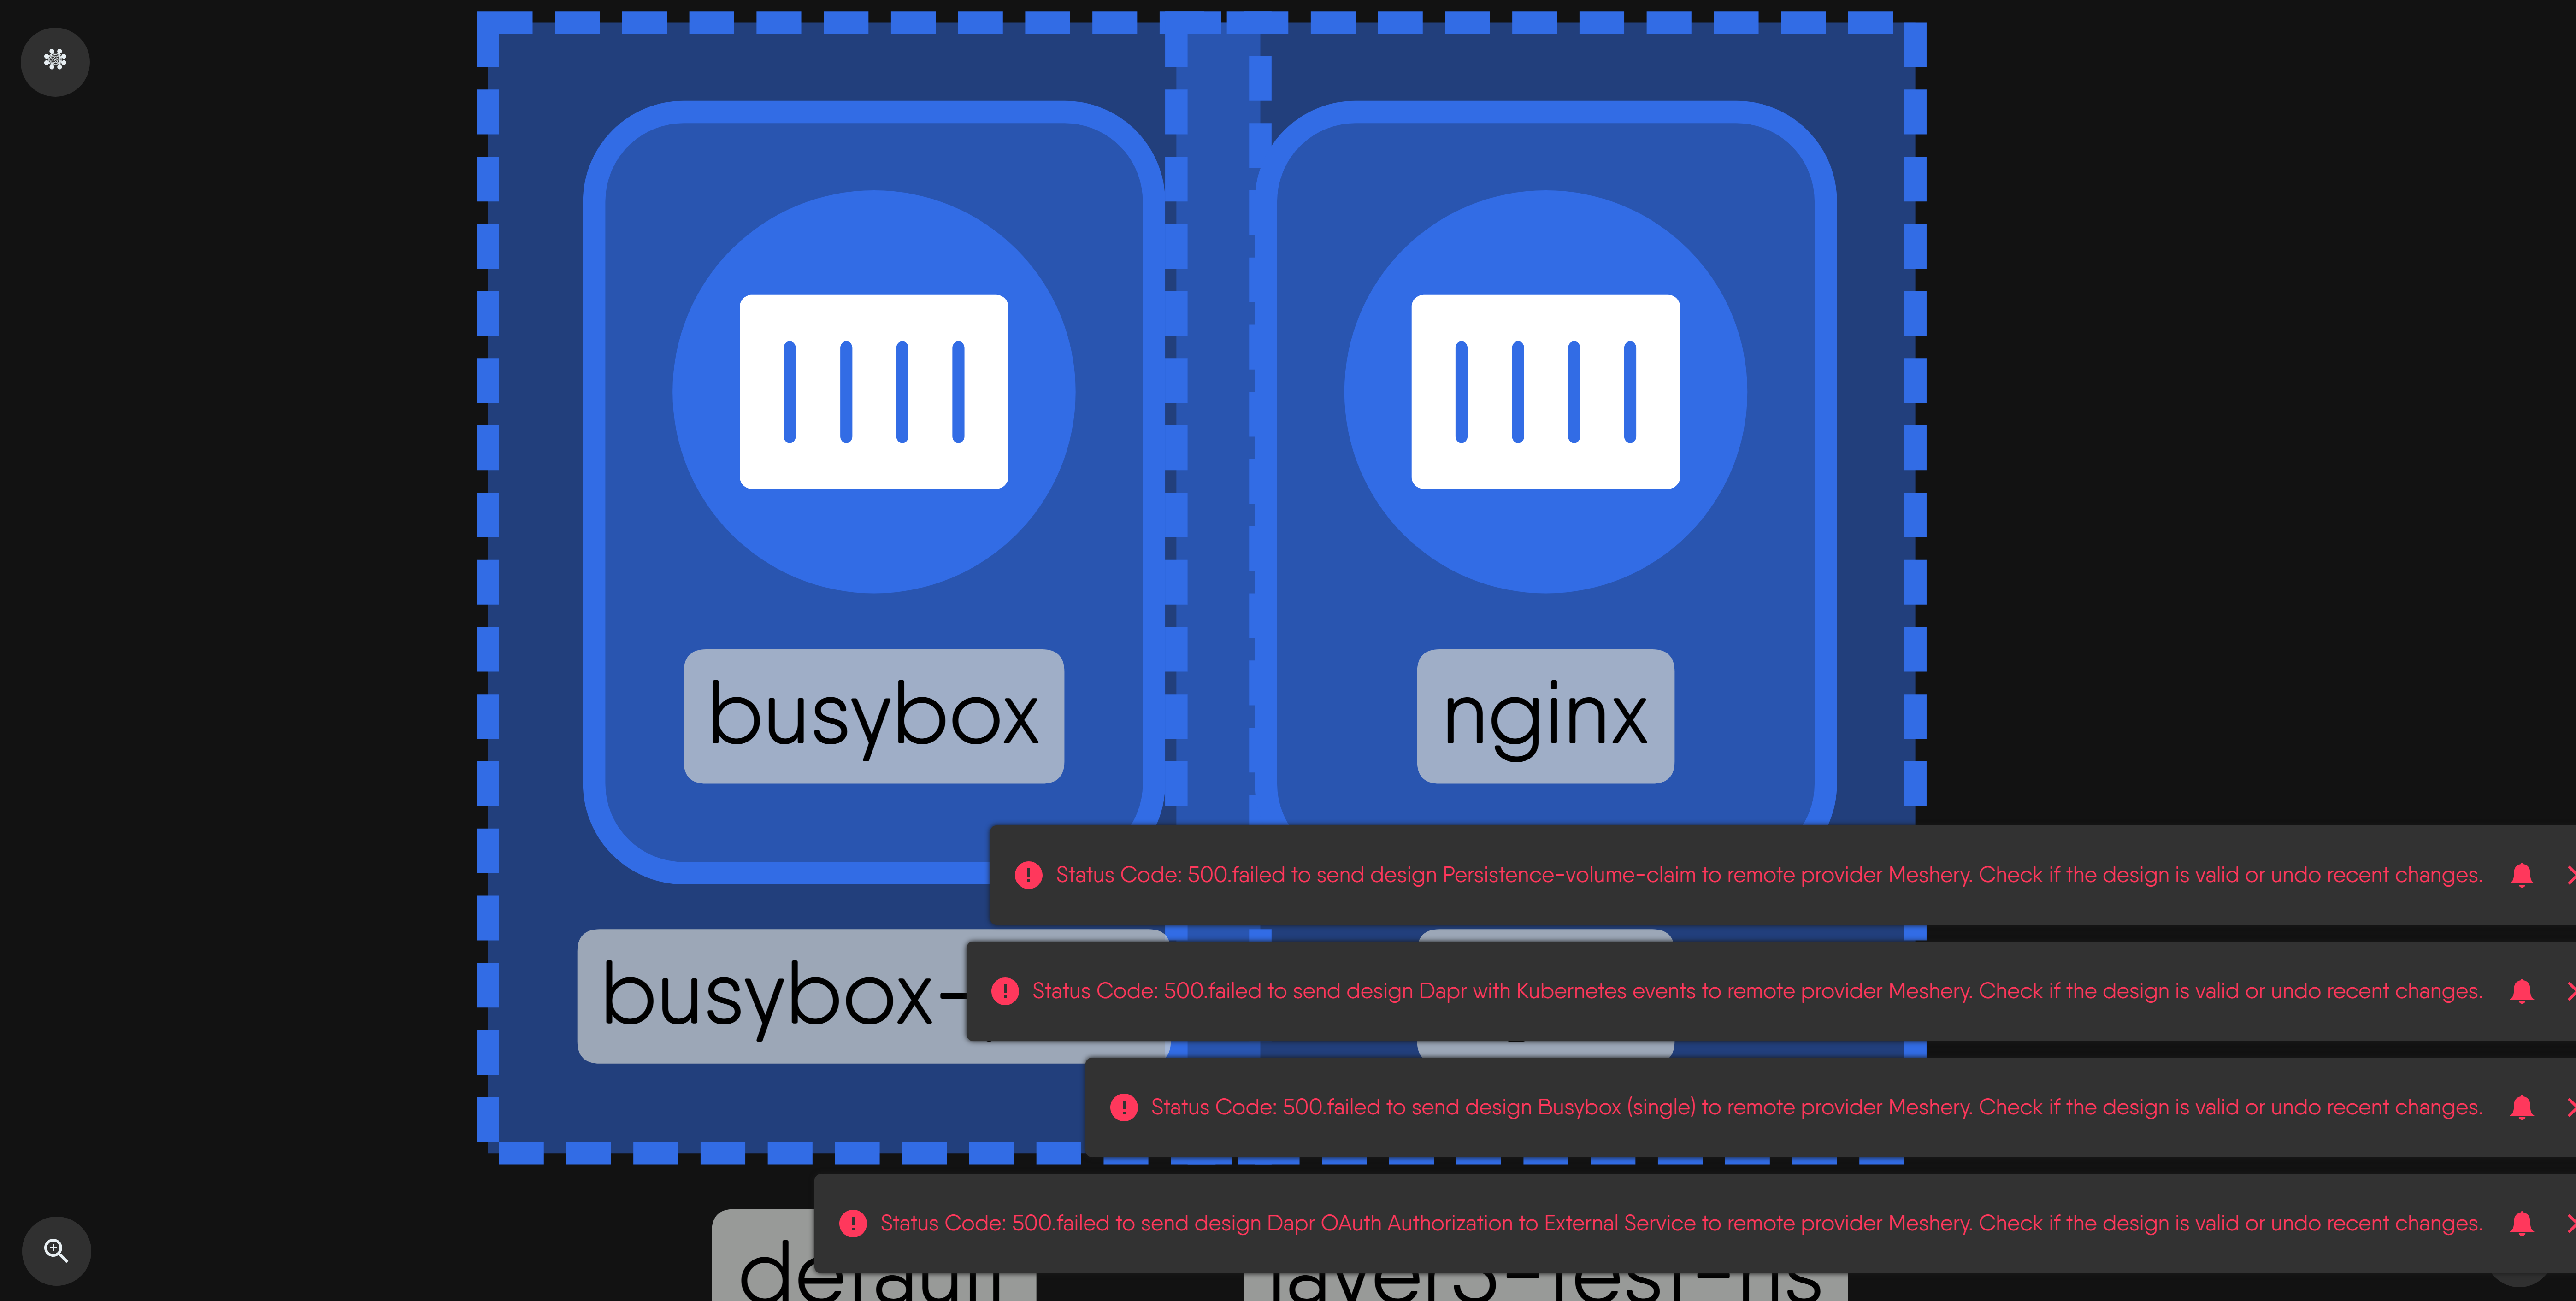 busybox
nginx
Status Code: 500.failed to send design Persistence-volume-claim to remote provider Meshery. Check if the design is valid or undo recent changes.
busybox-
Status Code: 500.failed to send design Dapr with Kubernetes events to remote provider Meshery. Check if the design is valid or undo recent changes.
Status Code: 500.failed to send design Busybox (single) to remote provider Meshery. Check if the design is valid or undo recent changes.
Status Code: 500.failed to send design Dapr OAuth Authorization to External Service to remote provider Meshery. Check if the design is valid or undo recent changes.
default
layer5-test-ns